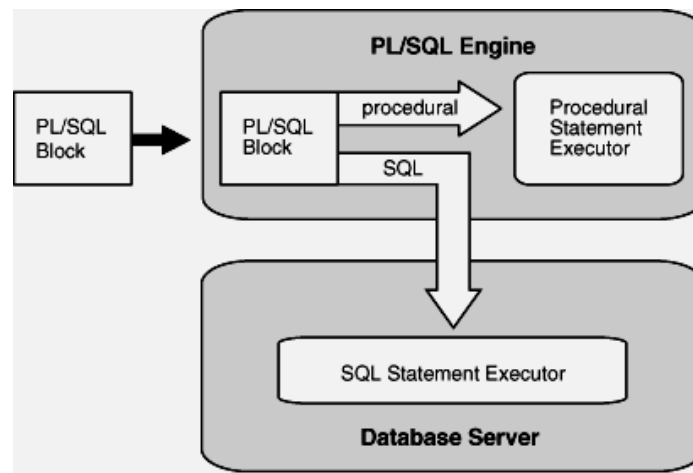 PL/SQL Engine
PL/SQL
Block
PL/SQL
Block
procedural
SQL
Procedural
Statement
Executor
SQL Statement Executor
Database Server